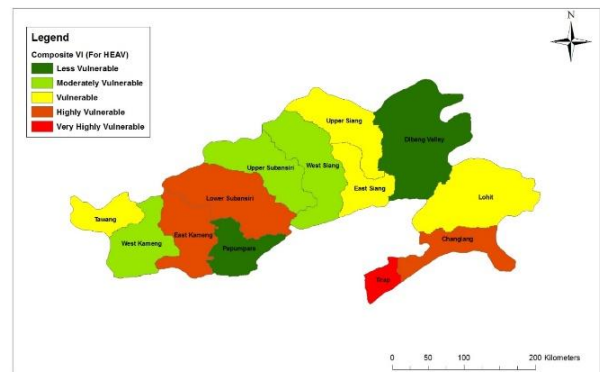 N
Legend
Composite VI (For HEAV)
Less Vulnerable
Moderately Vulnerable
Vulnerable
Highly Vulnerable
Very Highly Vulnerable
Upper Siang
Dibang Valley
Upper Subansiri
West Siang
East Siang
Lohit
Lower Subansiri
Tawang
West Kameng
East Kameng
Papumpare
Changlang
Tirap
0 50 100 200 Kilometers